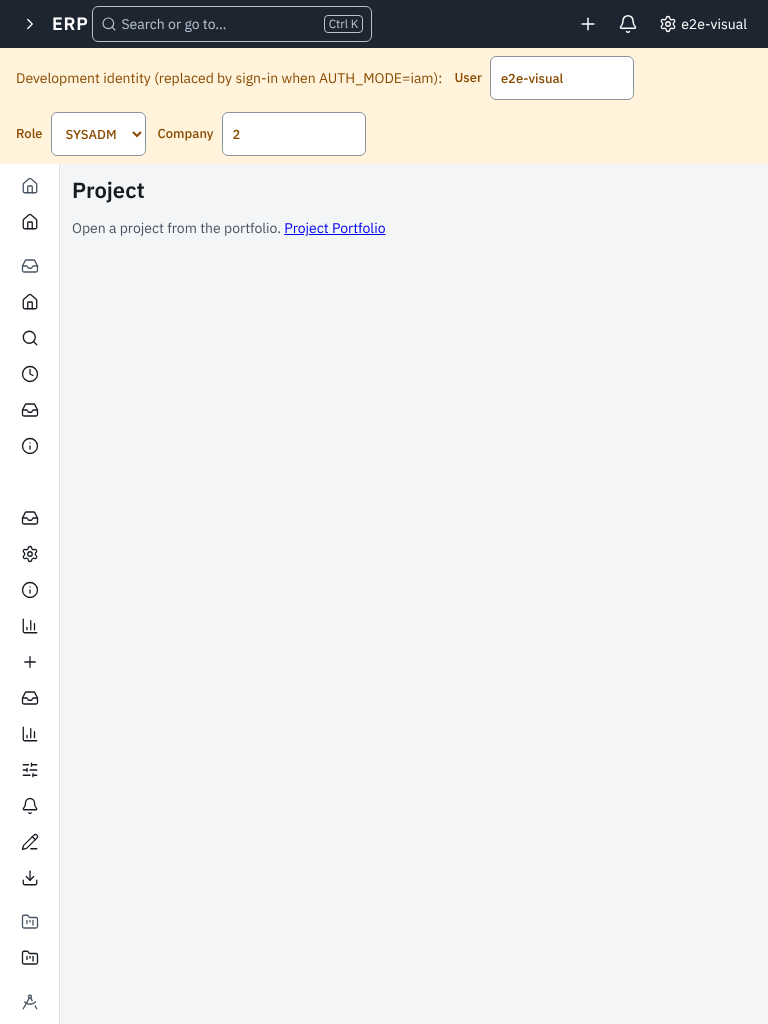 ERP Search or go to... Ctrl K e2e-visual
Development identity (replaced by sign-in when AUTH_MODE=iam): User e2e-visual
Role SYSADM Company 2
Project
Open a project from the portfolio. Project Portfolio